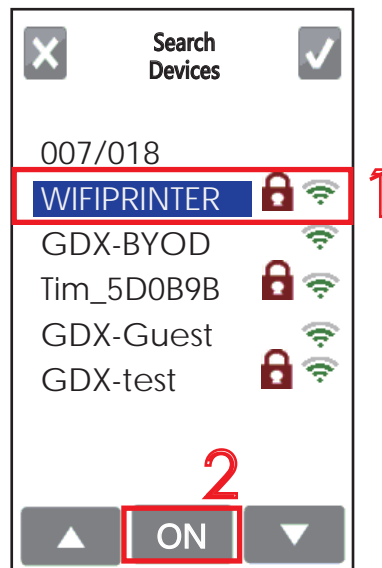 Search
Devices
007/018
WIFIPRINTER
1
GDX-BYOD
Tim_5D0B9B
GDX-Guest
GDX-test
2
ON